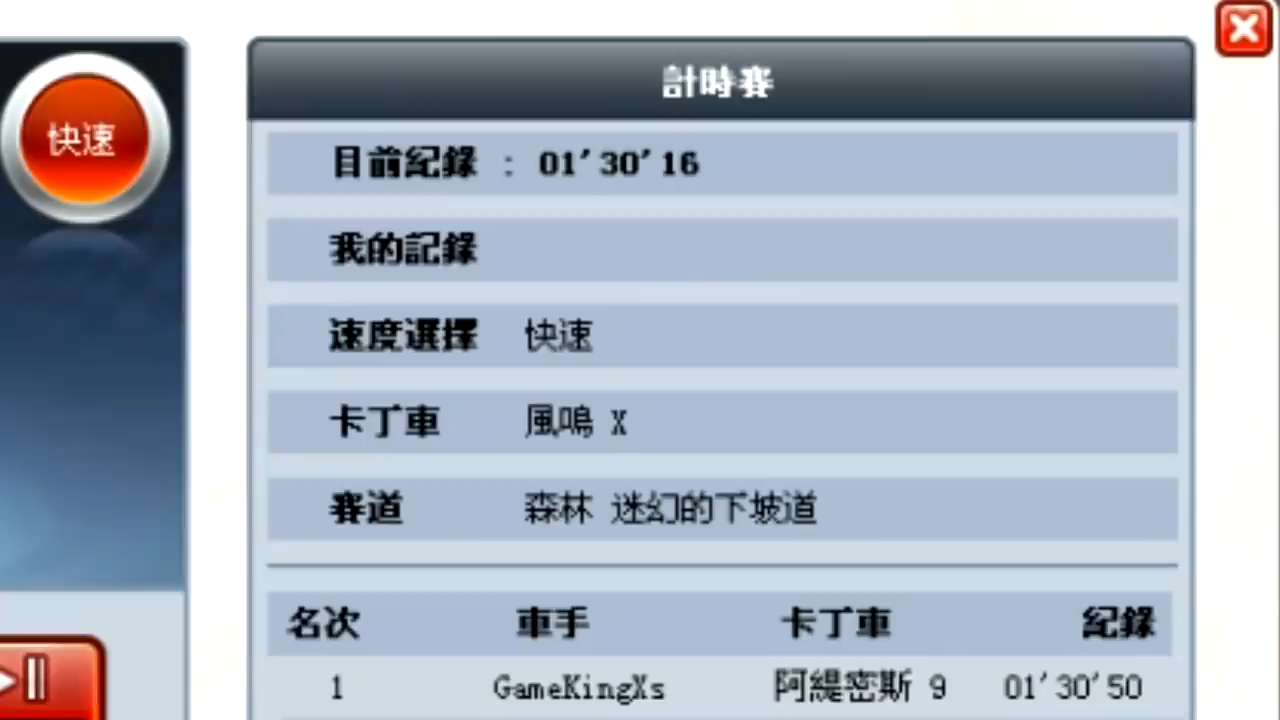 快速
計時賽
目前紀錄 : 01'30'16
我的記錄
速度選擇 快速
卡丁車 風鳴 X
賽道 森林 迷幻的下坡道
名次 車手 卡丁車 紀錄
1 GameKingXs 阿緹密斯 9 01'30'50